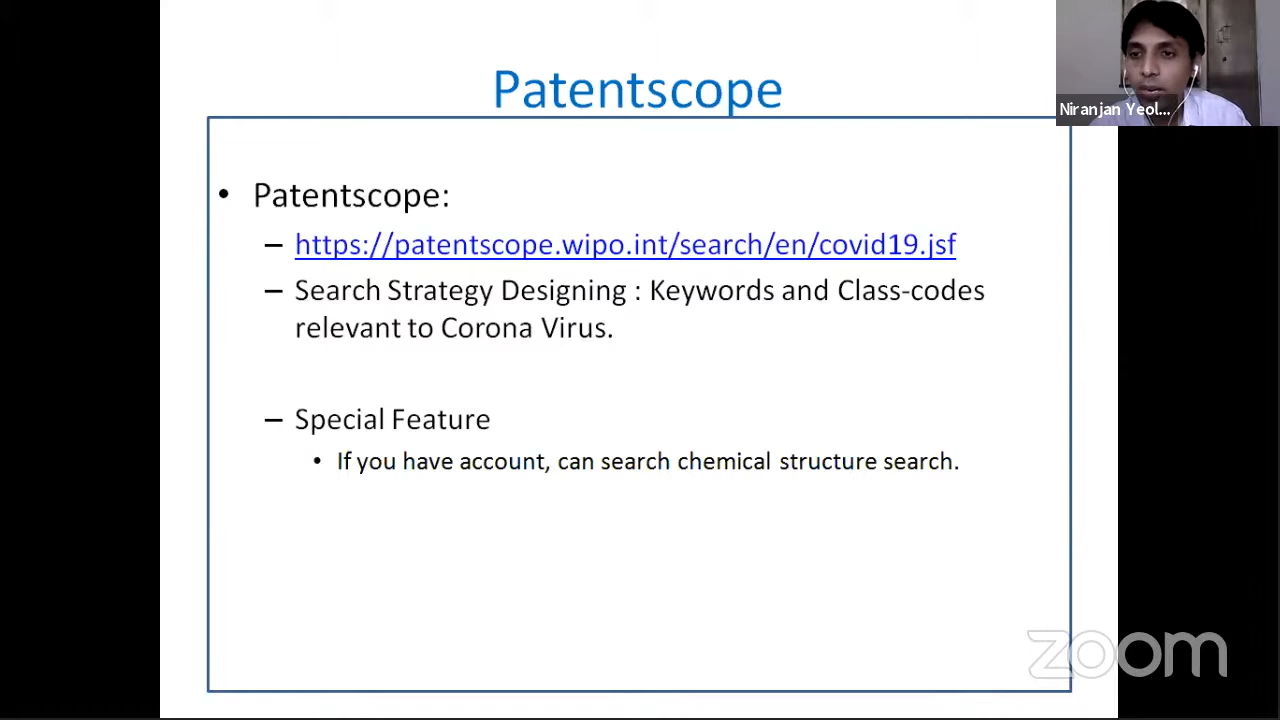 Patentscope
Niranjan Yeol...
• Patentscope:
– https://patentscope.wipo.int/search/en/covid19.jsf
– Search Strategy Designing : Keywords and Class-codes
relevant to Corona Virus.
– Special Feature
• If you have account, can search chemical structure search.
zoom